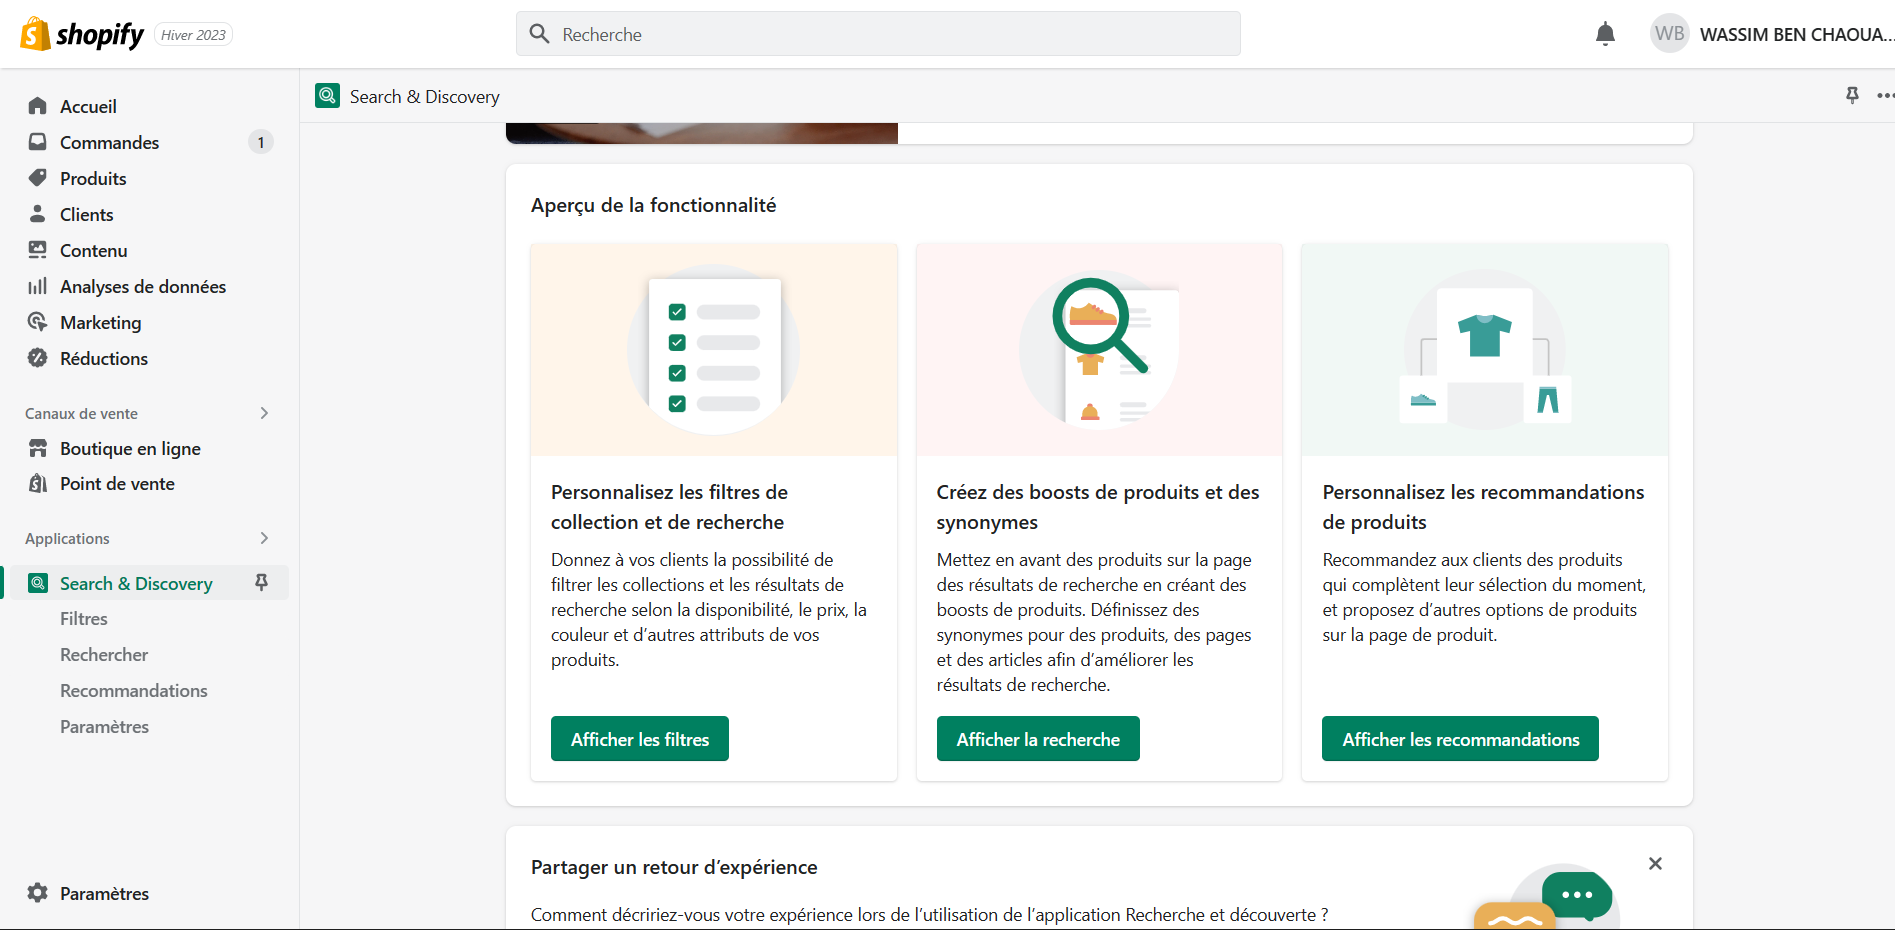 shopify Hiver 2023
Recherche
WB WASSIM BEN CHAOUA...
Accueil
Commandes 1
Produits
Clients
Contenu
Analyses de données
Marketing
Réductions
Canaux de vente
Boutique en ligne
Point de vente
Applications
Search & Discovery
Filtres
Rechercher
Recommandations
Paramètres
Paramètres
Search & Discovery
Aperçu de la fonctionnalité
Personnalisez les filtres de
collection et de recherche
Donnez à vos clients la possibilité de
filtrer les collections et les résultats de
recherche selon la disponibilité, le prix, la
couleur et d’autres attributs de vos
produits.
Afficher les filtres
Créez des boosts de produits et des
synonymes
Mettez en avant des produits sur la page
des résultats de recherche en créant des
boosts de produits. Définissez des
synonymes pour des produits, des pages
et des articles afin d’améliorer les
résultats de recherche.
Afficher la recherche
Personnalisez les recommandations
de produits
Recommandez aux clients des produits
qui complètent leur sélection du moment,
et proposez d’autres options de produits
sur la page de produit.
Afficher les recommandations
Partager un retour d’expérience
Comment décririez-vous votre expérience lors de l’utilisation de l’application Recherche et découverte ?